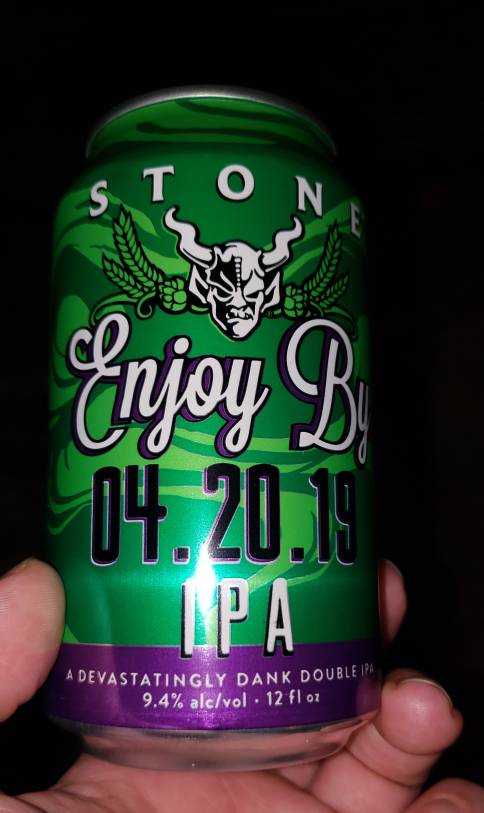 STONE
Enjoy By
04.20.19
IPA
A DEVASTATINGLY DANK DOUBLE IPA
9.4% alc/vol · 12 fl oz